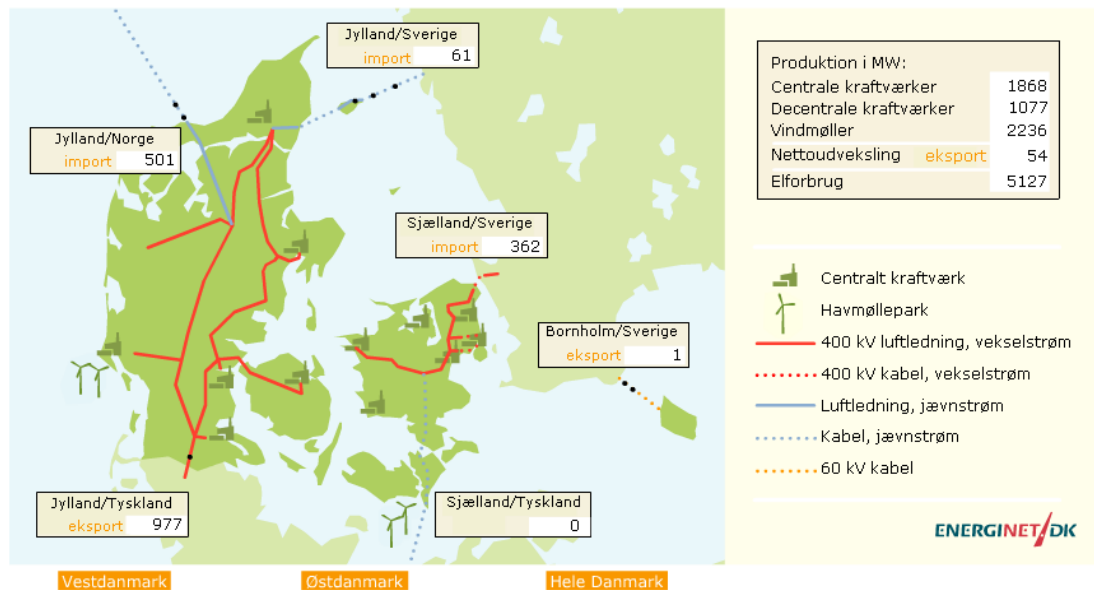 Jylland/Sverige
import 61
Jylland/Norge
import 501
Sjælland/Sverige
import 362
Bornholm/Sverige
eksport 1
Jylland/Tyskland
eksport 977
Sjælland/Tyskland
0
Produktion i MW:
Centrale kraftværker 1868
Decentrale kraftværker 1077
Vindmøller 2236
Nettoudveksling eksport 54
Elforbrug 5127
Centralt kraftværk
Havmøllepark
400 kV luftledning, vekselstrøm
400 kV kabel, vekselstrøm
Luftledning, jævnstrøm
Kabel, jævnstrøm
60 kV kabel
ENERGINET/DK
Vestdanmark
Østdanmark
Hele Danmark